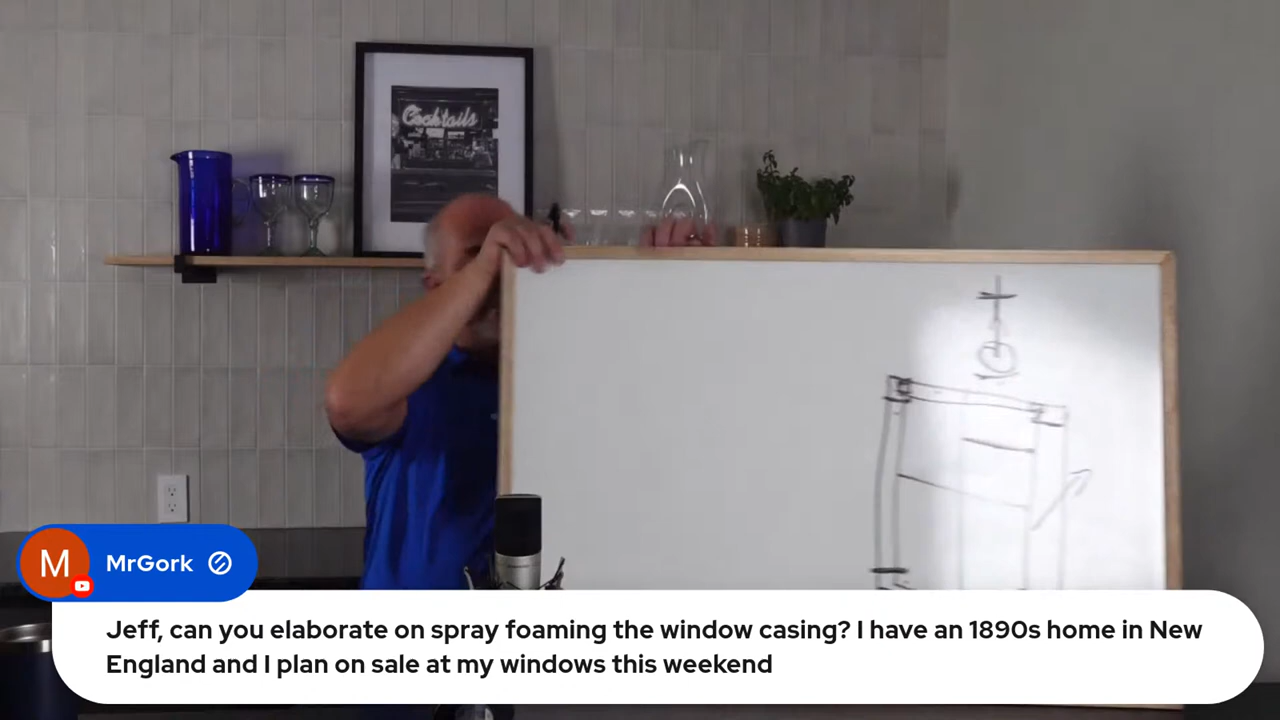 Cocktails
M
MrGork
Jeff, can you elaborate on spray foaming the window casing? I have an 1890s home in New
England and I plan on sale at my windows this weekend